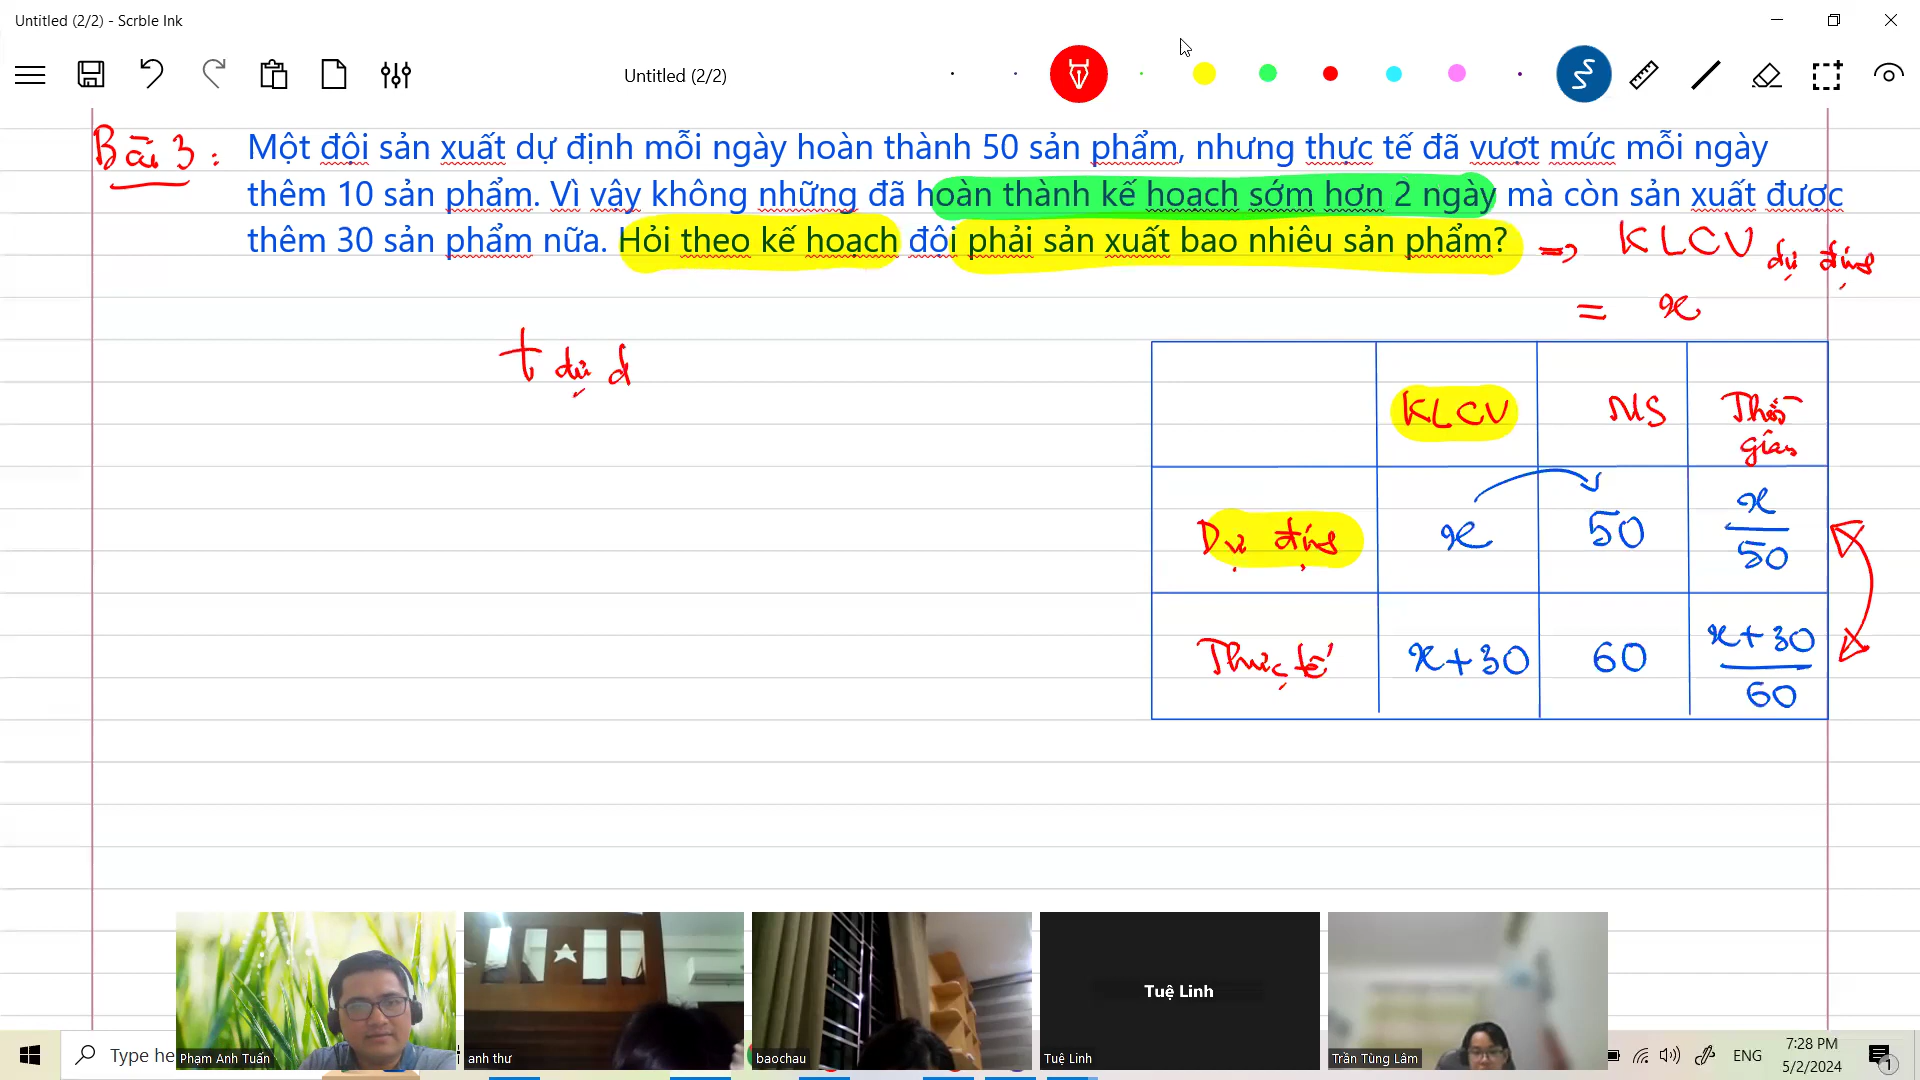 Untitled (2/2) - Scrble Ink
Untitled (2/2)
Bài 3 :
Một đội sản xuất dự định mỗi ngày hoàn thành 50 sản phẩm, nhưng thực tế đã vượt mức mỗi ngày
thêm 10 sản phẩm. Vì vậy không những đã hoàn thành kế hoạch sớm hơn 2 ngày mà còn sản xuất được
thêm 30 sản phẩm nữa. Hỏi theo kế hoạch đội phải sản xuất bao nhiêu sản phẩm?
=> KLCV dự định
= x
t dự đ
KLCV NS Thời gian
Dự định x 50 x/50
Thực tế x+30 60 x+30/60
Phạm Anh Tuấn
anh thư
baochau
Tuệ Linh
Tuệ Linh
Trần Tùng Lâm
Type he
ENG
7:28 PM
5/2/2024
1